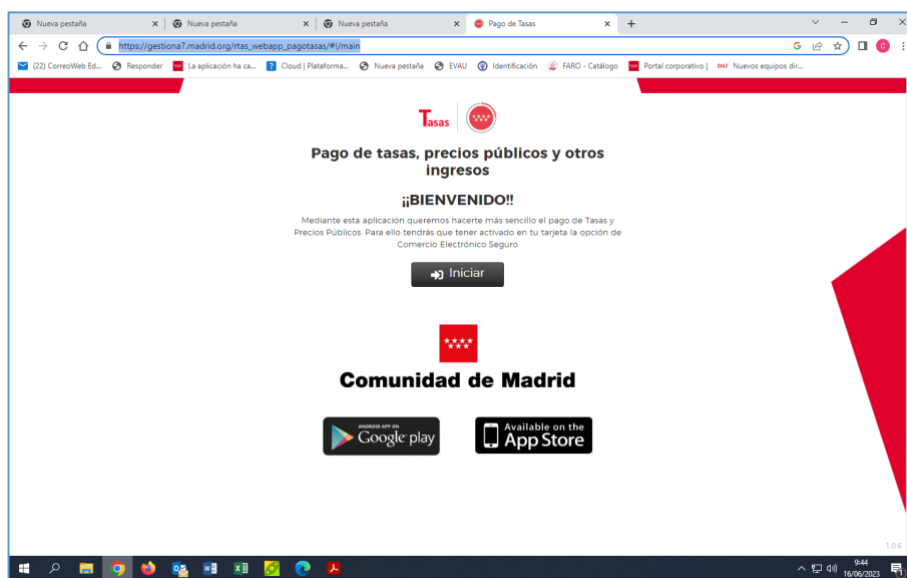 Nueva pestaña
Nueva pestaña
Nueva pestaña
Pago de Tasas
https://gestiona7.madrid.org/rtas_webapp_pagotasas/#!/main
(22) CorreoWeb Ed...
Responder
La aplicación ha ca...
Cloud | Plataforma...
Nueva pestaña
EVAU
Identificación
FARO - Catálogo
Portal corporativo |
Nuevos equipos dir...
Tasas
Pago de tasas, precios públicos y otros
ingresos
¡¡BIENVENIDO!!
Mediante esta aplicación queremos hacerte más sencillo el pago de Tasas y
Precios Públicos. Para ello tendrás que tener activado en tu tarjeta la opción de
Comercio Electrónico Seguro
Iniciar
Comunidad de Madrid
ANDROID APP ON
Google play
Available on the
App Store
1.0.6
9:44
16/06/2023